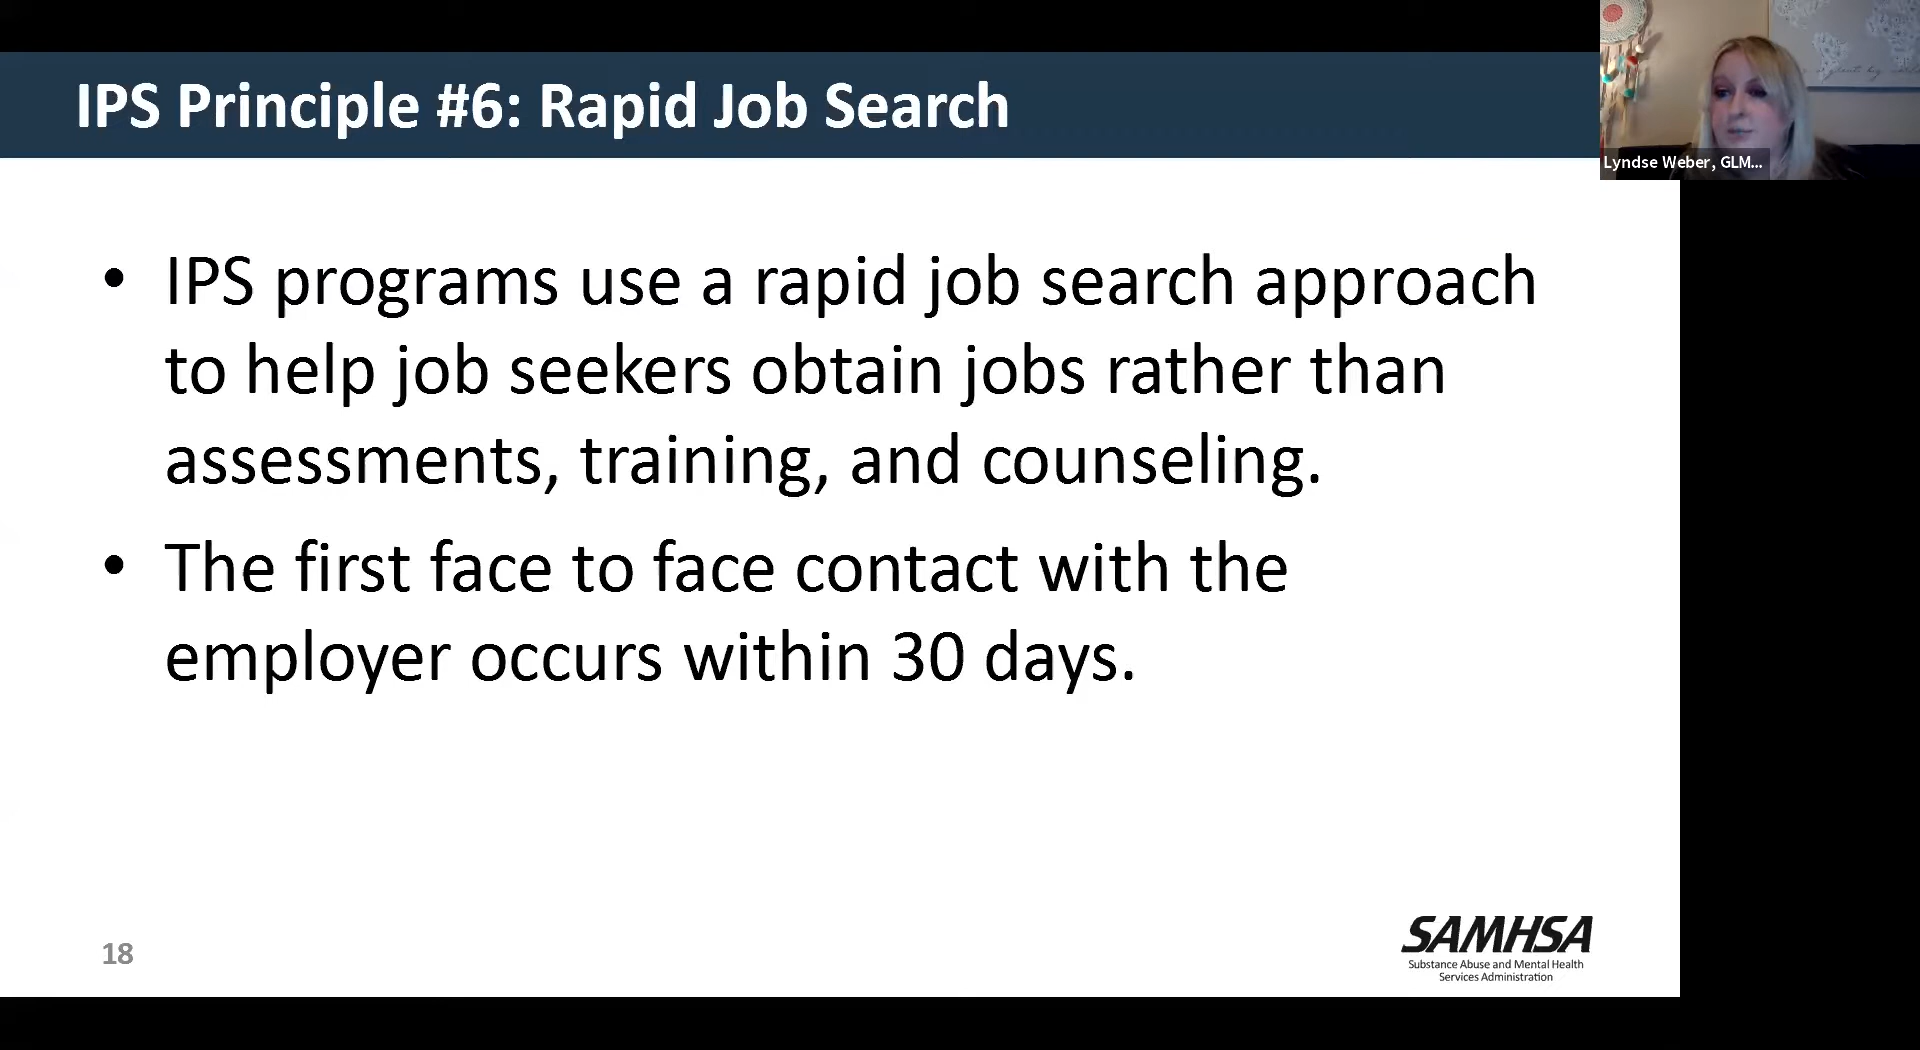 IPS Principle #6: Rapid Job Search
Lyndse Weber, GLM...
• IPS programs use a rapid job search approach
to help job seekers obtain jobs rather than
assessments, training, and counseling.
• The first face to face contact with the
employer occurs within 30 days.
18
SAMHSA
Substance Abuse and Mental Health
Services Administration